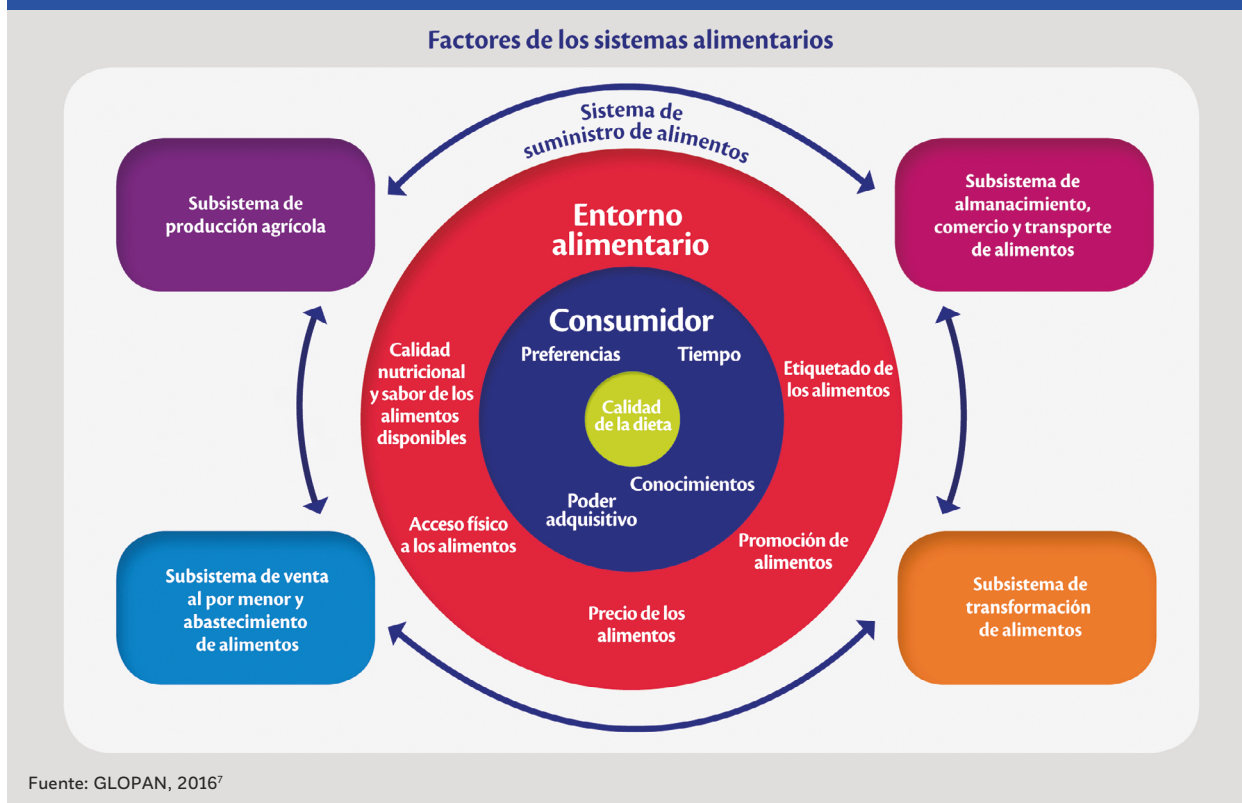 Factores de los sistemas alimentarios
Sistema de
suministro de alimentos
Subsistema de
producción agrícola
Subsistema de
almanacimiento,
comercio y transporte
de alimentos
Entorno
alimentario
Consumidor
Preferencias
Tiempo
Calidad
nutricional
y sabor de los
alimentos
disponibles
Etiquetado de
los alimentos
Calidad
de la dieta
Conocimientos
Poder
adquisitivo
Acceso físico
a los alimentos
Promoción de
alimentos
Precio de los
alimentos
Subsistema de venta
al por menor y
abastecimiento
de alimentos
Subsistema de
transformación
de alimentos
Fuente: GLOPAN, 2016⁷